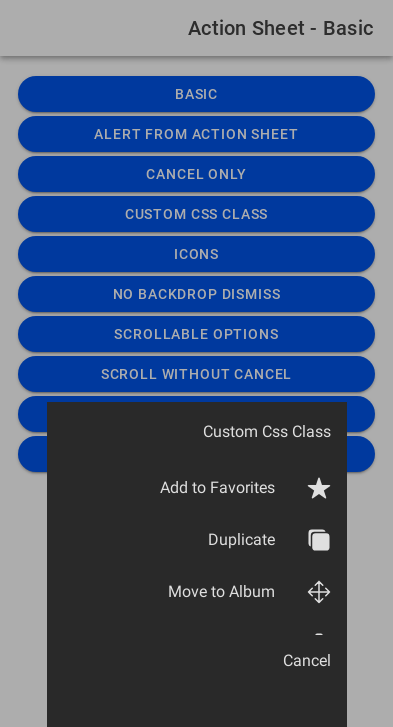 Action Sheet - Basic
BASIC
ALERT FROM ACTION SHEET
CANCEL ONLY
CUSTOM CSS CLASS
ICONS
NO BACKDROP DISMISS
SCROLLABLE OPTIONS
SCROLL WITHOUT CANCEL
Custom Css Class
Add to Favorites
Duplicate
Move to Album
Cancel